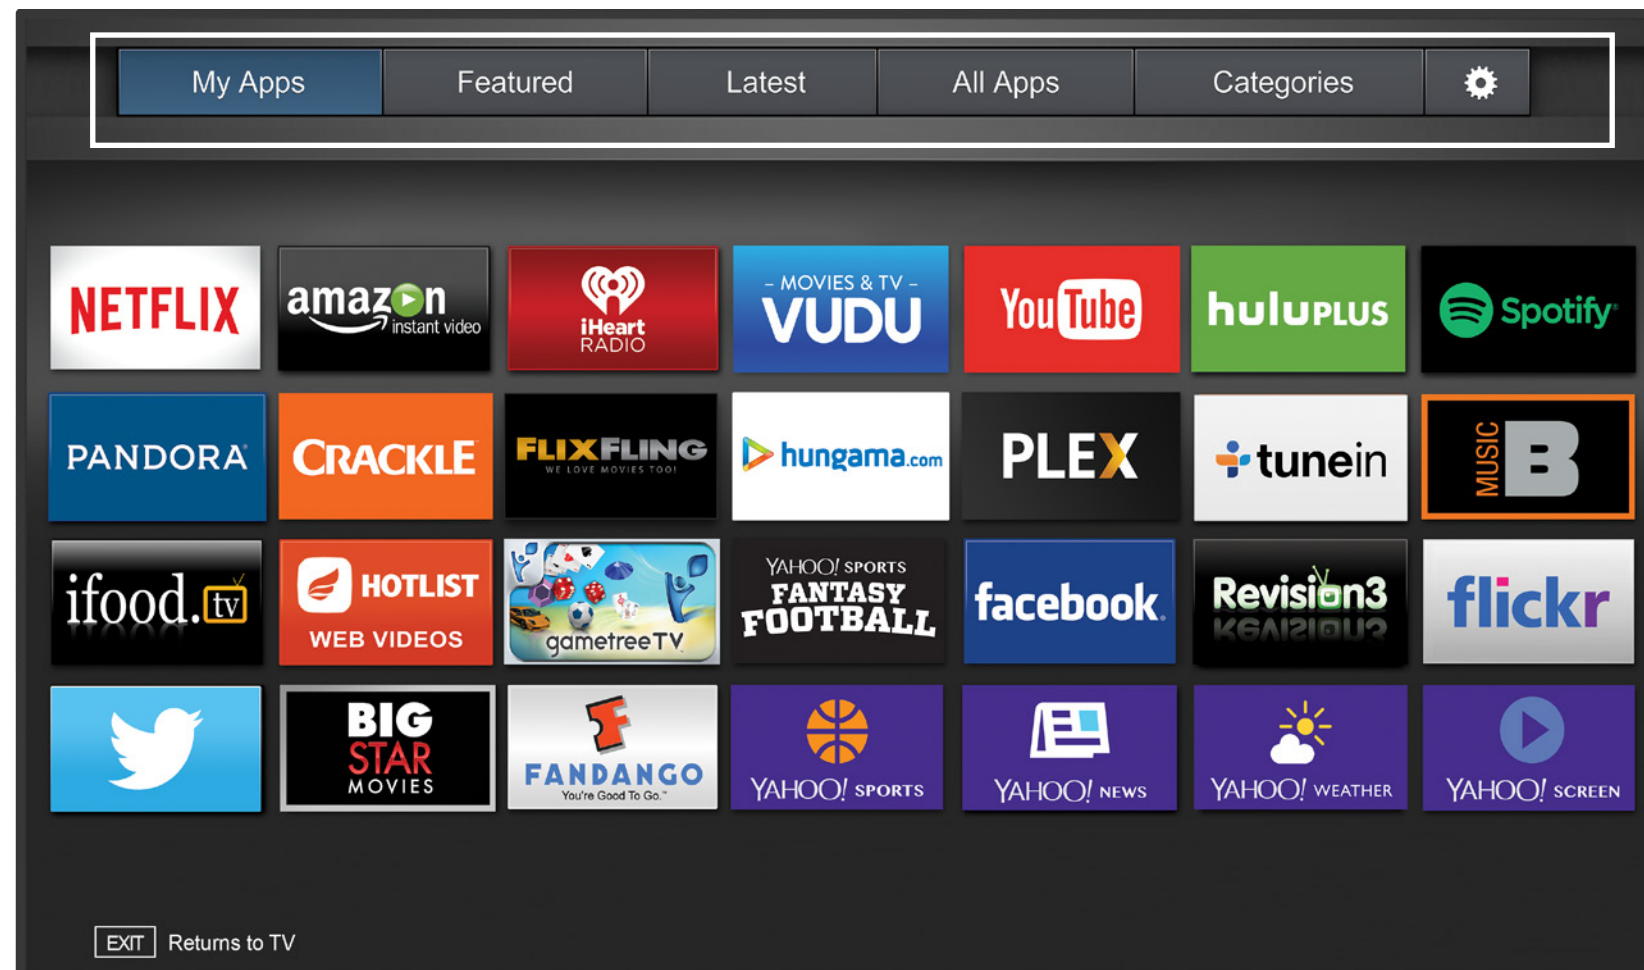 My Apps Featured Latest All Apps Categories
NETFLIX
amazon
instant video
iHeart
RADIO
– MOVIES & TV –
VUDU
YouTube
huluPLUS
Spotify
PANDORA
CRACKLE
FLIXFLING
WE LOVE MOVIES TOO!
hungama.com
PLEX
tunein
MUSIC B
ifood.tv
HOTLIST
WEB VIDEOS
gametreeTV
YAHOO! SPORTS
FANTASY
FOOTBALL
facebook.
Revision3
flickr
BIG
STAR
MOVIES
FANDANGO
You're Good To Go.™
YAHOO! SPORTS
YAHOO! NEWS
YAHOO! WEATHER
YAHOO! SCREEN
EXIT Returns to TV